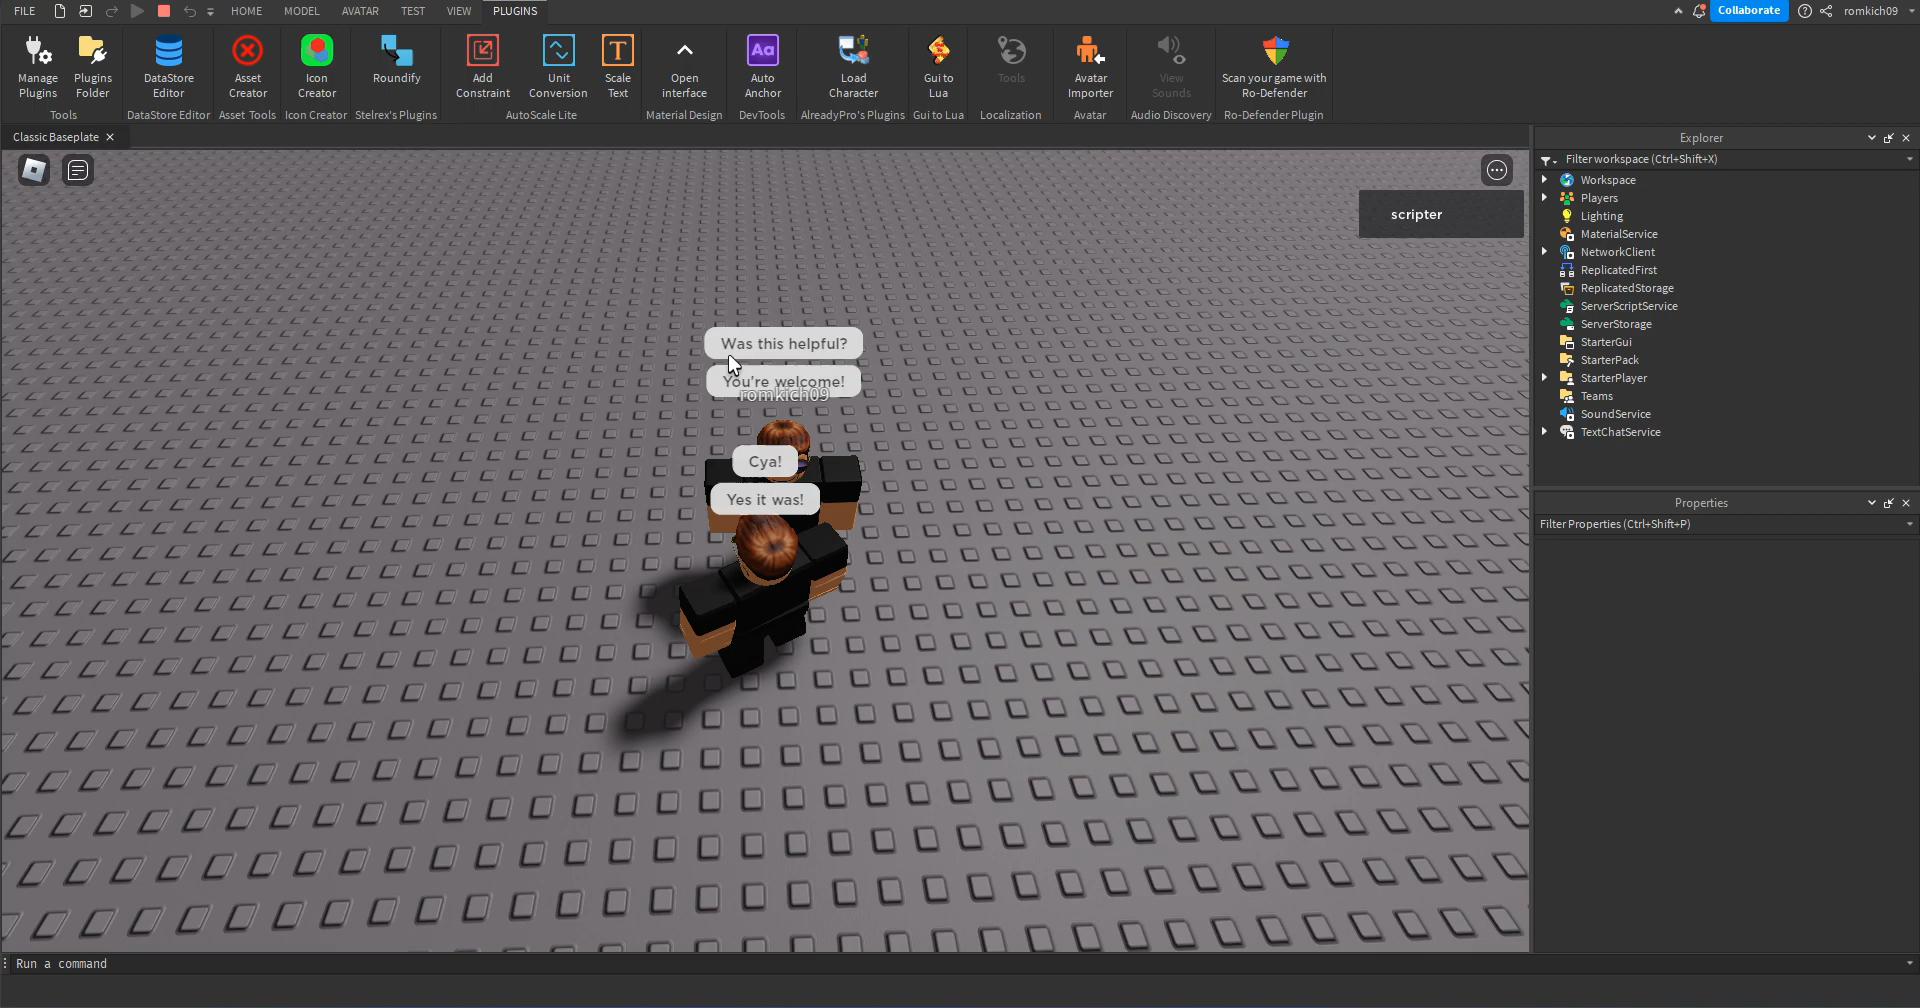 FILE HOME MODEL AVATAR TEST VIEW PLUGINS Collaborate romkich09
Manage Plugins
Plugins Folder
DataStore Editor
Asset Creator
Icon Creator
Roundify
Add Constraint
Unit Conversion
Scale Text
Open interface
Aa
Auto Anchor
Load Character
Gui to Lua
Tools
Avatar Importer
View Sounds
Scan your game with Ro-Defender
Tools DataStore Editor Asset Tools Icon Creator Stelrex's Plugins AutoScale Lite Material Design DevTools AlreadyPro's Plugins Gui to Lua Localization Avatar Audio Discovery Ro-Defender Plugin
Classic Baseplate
scripter
Was this helpful?
You're welcome!
romkich09
Cya!
Yes it was!
Explorer
Filter workspace (Ctrl+Shift+X)
Workspace
Players
Lighting
MaterialService
NetworkClient
ReplicatedFirst
ReplicatedStorage
ServerScriptService
ServerStorage
StarterGui
StarterPack
StarterPlayer
Teams
SoundService
TextChatService
Properties
Filter Properties (Ctrl+Shift+P)
Run a command